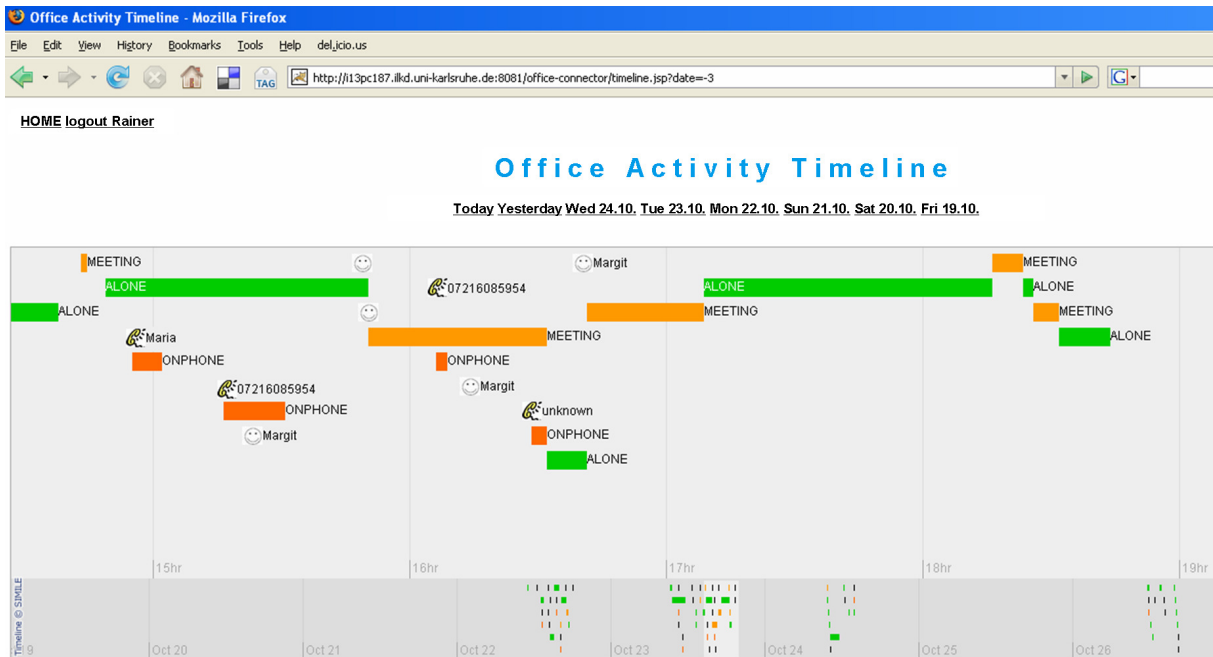 Office Activity Timeline - Mozilla Firefox
File Edit View History Bookmarks Tools Help del.icio.us
TAG http://i13pc187.ilkd.uni-karlsruhe.de:8081/office-connector/timeline.jsp?date=-3 G
HOME logout Rainer
Office Activity Timeline
Today Yesterday Wed 24.10. Tue 23.10. Mon 22.10. Sun 21.10. Sat 20.10. Fri 19.10.
MEETING Margit MEETING
ALONE 07216085954 ALONE ALONE
ALONE MEETING MEETING
Maria MEETING ALONE
ONPHONE ONPHONE
07216085954 Margit
ONPHONE unknown
Margit ONPHONE
ALONE
15hr 16hr 17hr 18hr 19hr
Timeline © SIMILE
9 Oct 20 Oct 21 Oct 22 Oct 23 Oct 24 Oct 25 Oct 26